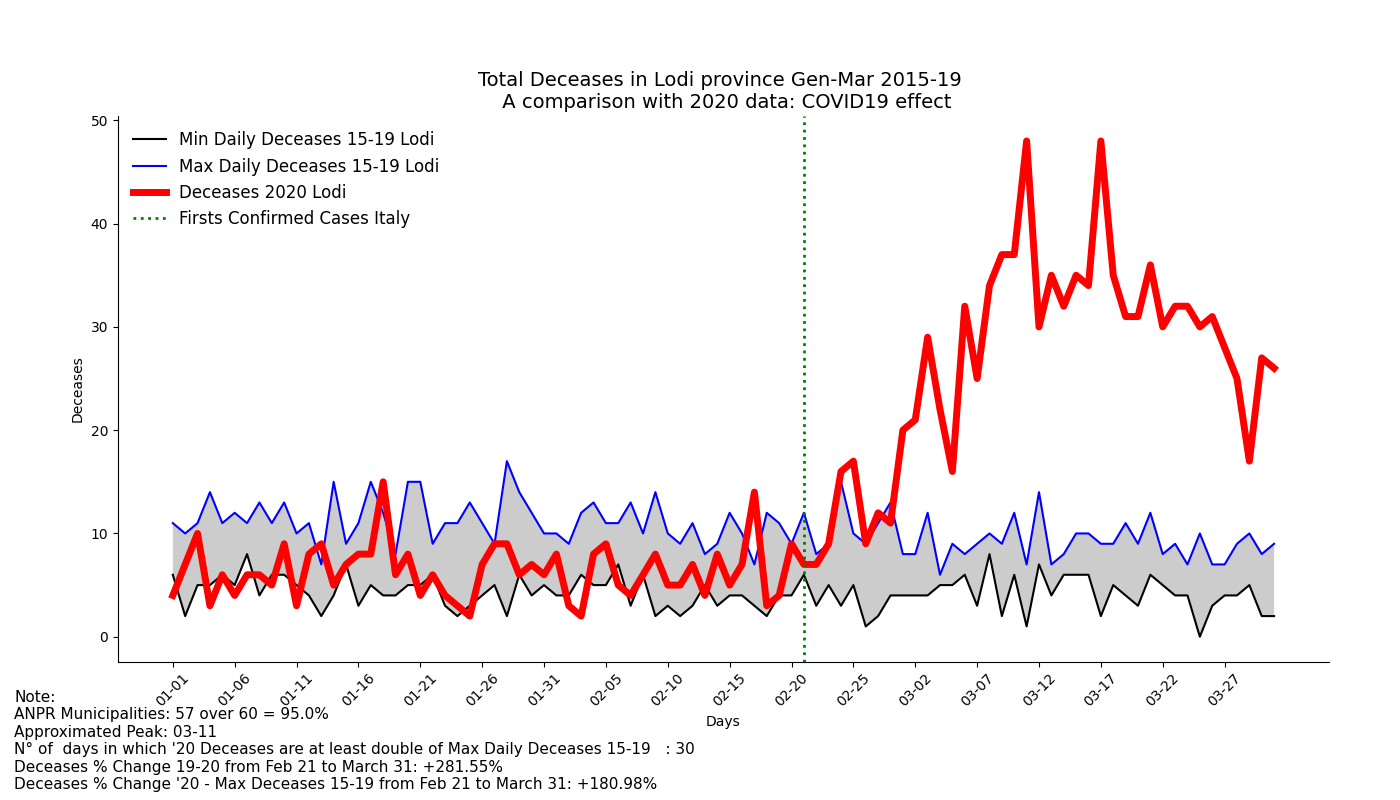 Total Deceases in Lodi province Gen-Mar 2015-19
A comparison with 2020 data: COVID19 effect
50
40
30
20
10
0
Deceases
Min Daily Deceases 15-19 Lodi
Max Daily Deceases 15-19 Lodi
Deceases 2020 Lodi
Firsts Confirmed Cases Italy
01-01
01-06
01-11
01-16
01-21
01-26
01-31
02-05
02-10
02-15
02-20
02-25
03-02
03-07
03-12
03-17
03-22
03-27
Days
Note:
ANPR Municipalities: 57 over 60 = 95.0%
Approximated Peak: 03-11
N° of  days in which '20 Deceases are at least double of Max Daily Deceases 15-19   : 30
Deceases % Change 19-20 from Feb 21 to March 31: +281.55%
Deceases % Change '20 - Max Deceases 15-19 from Feb 21 to March 31: +180.98%